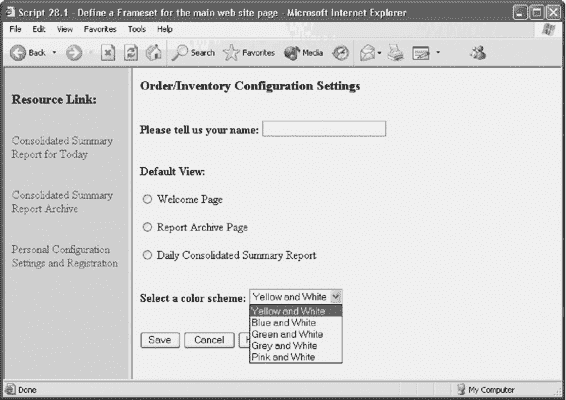 Script 28.1 - Define a Frameset for the main web site page - Microsoft Internet Explorer
File Edit View Favorites Tools Help
Back Search Favorites Media
Resource Link:
Consolidated Summary
Report for Today
Consolidated Summary
Report Archive
Personal Configuration
Settings and Registration
Order/Inventory Configuration Settings
Please tell us your name:
Default View:
Welcome Page
Report Archive Page
Daily Consolidated Summary Report
Select a color scheme: Yellow and White
Yellow and White
Blue and White
Green and White
Grey and White
Pink and White
Save Cancel
Done My Computer